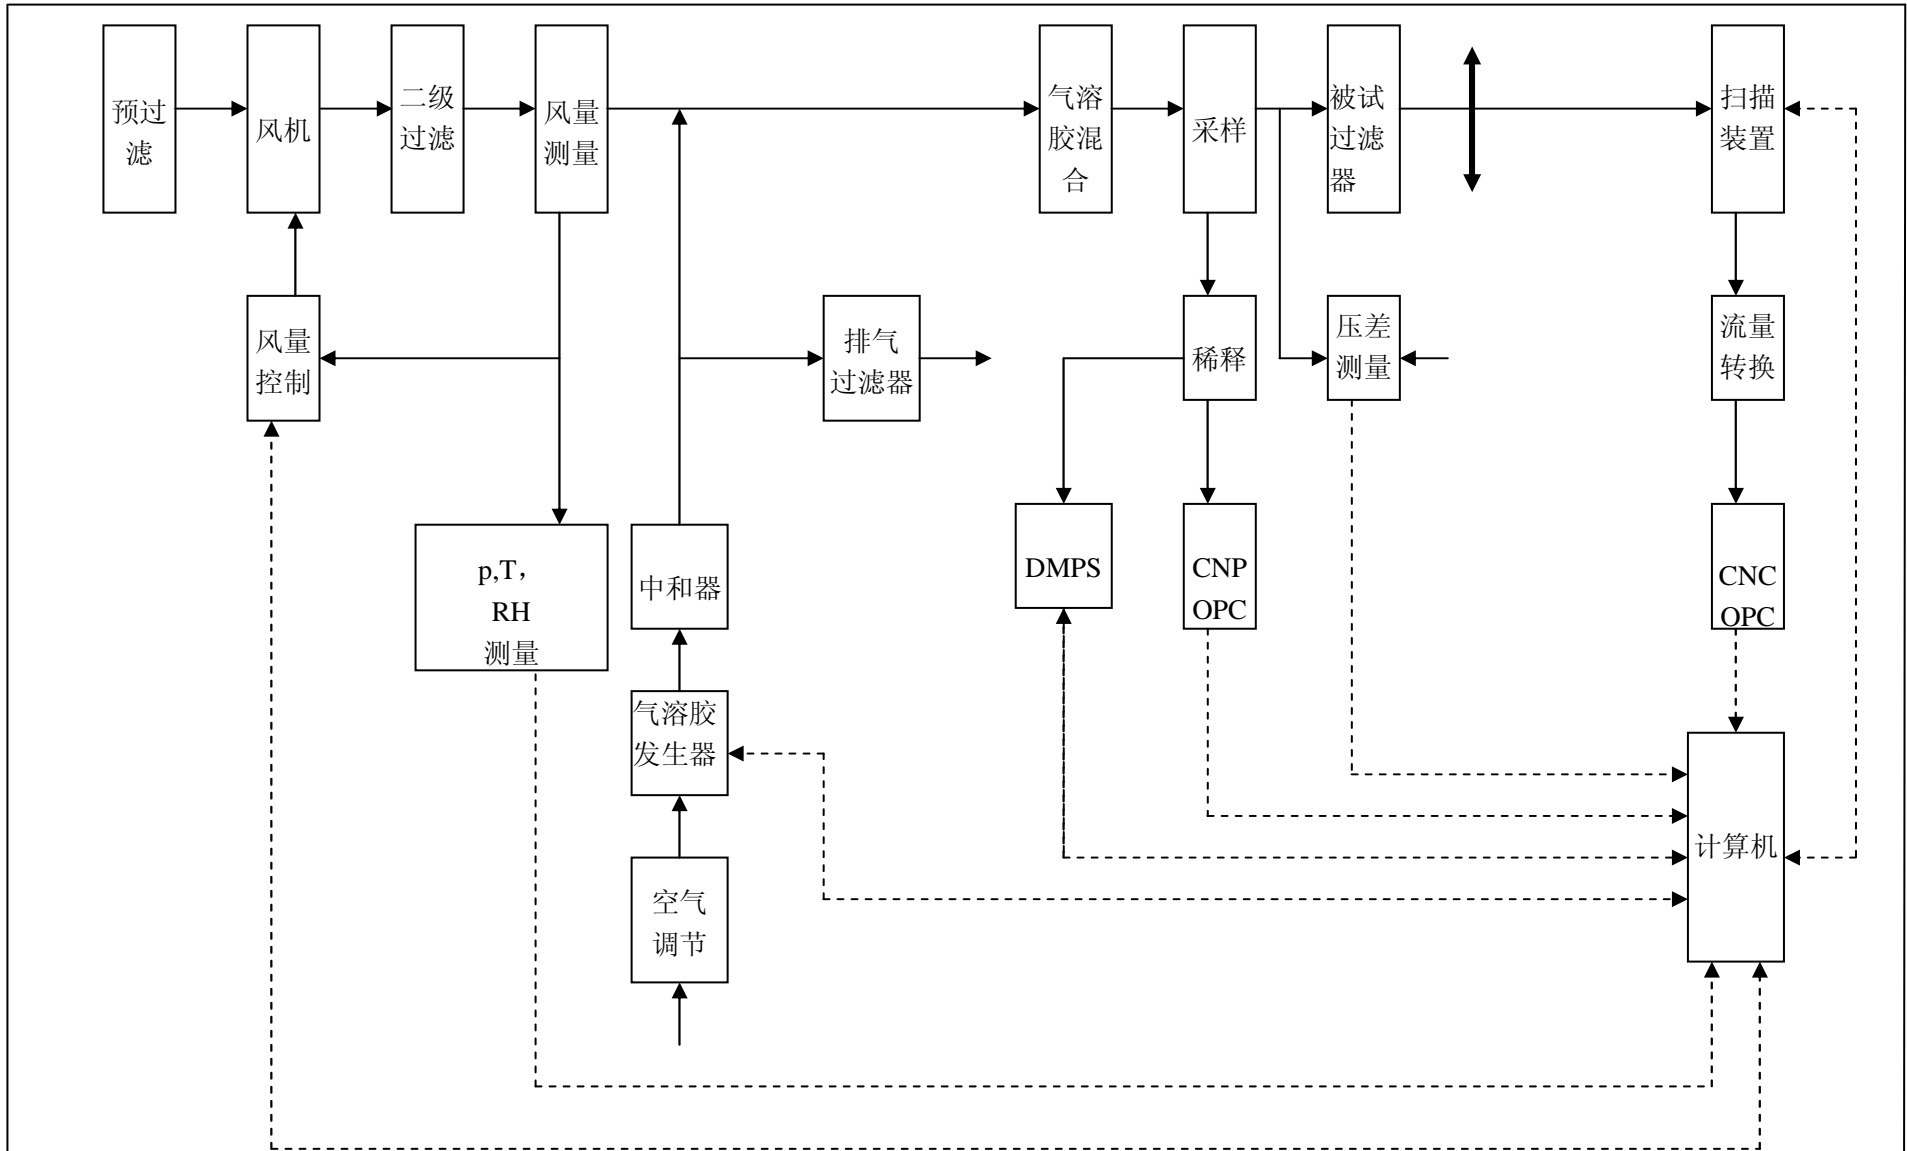 预过
滤
风机
二级
过滤
风量
测量
气溶
胶混
合
采样
被试
过滤
器
扫描
装置
风量
控制
排气
过滤器
稀释
压差
测量
流量
转换
p,T，
RH
测量
中和器
DMPS
CNP
OPC
CNC
OPC
气溶胶
发生器
计算机
空气
调节